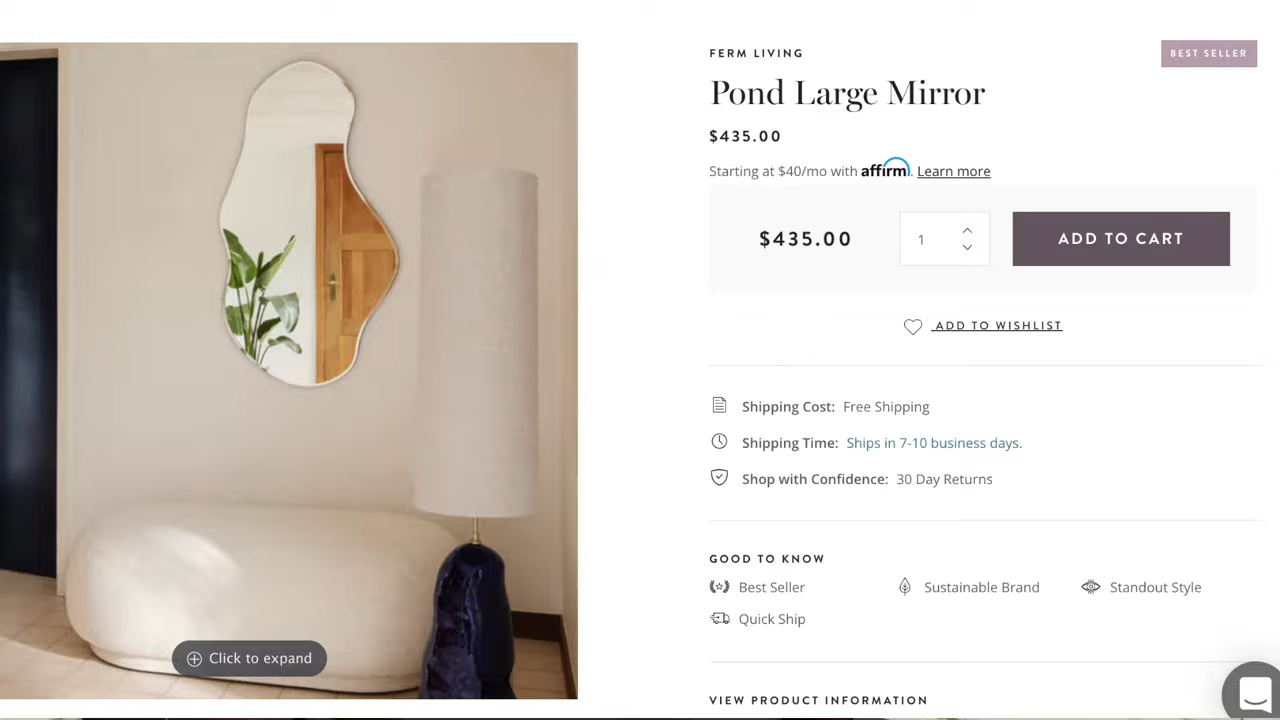 FERM LIVING
BEST SELLER
Pond Large Mirror
$435.00
Starting at $40/mo with affirm. Learn more
$435.00
1
ADD TO CART
ADD TO WISHLIST
Shipping Cost: Free Shipping
Shipping Time: Ships in 7-10 business days.
Shop with Confidence: 30 Day Returns
GOOD TO KNOW
Best Seller
Sustainable Brand
Standout Style
Quick Ship
Click to expand
VIEW PRODUCT INFORMATION